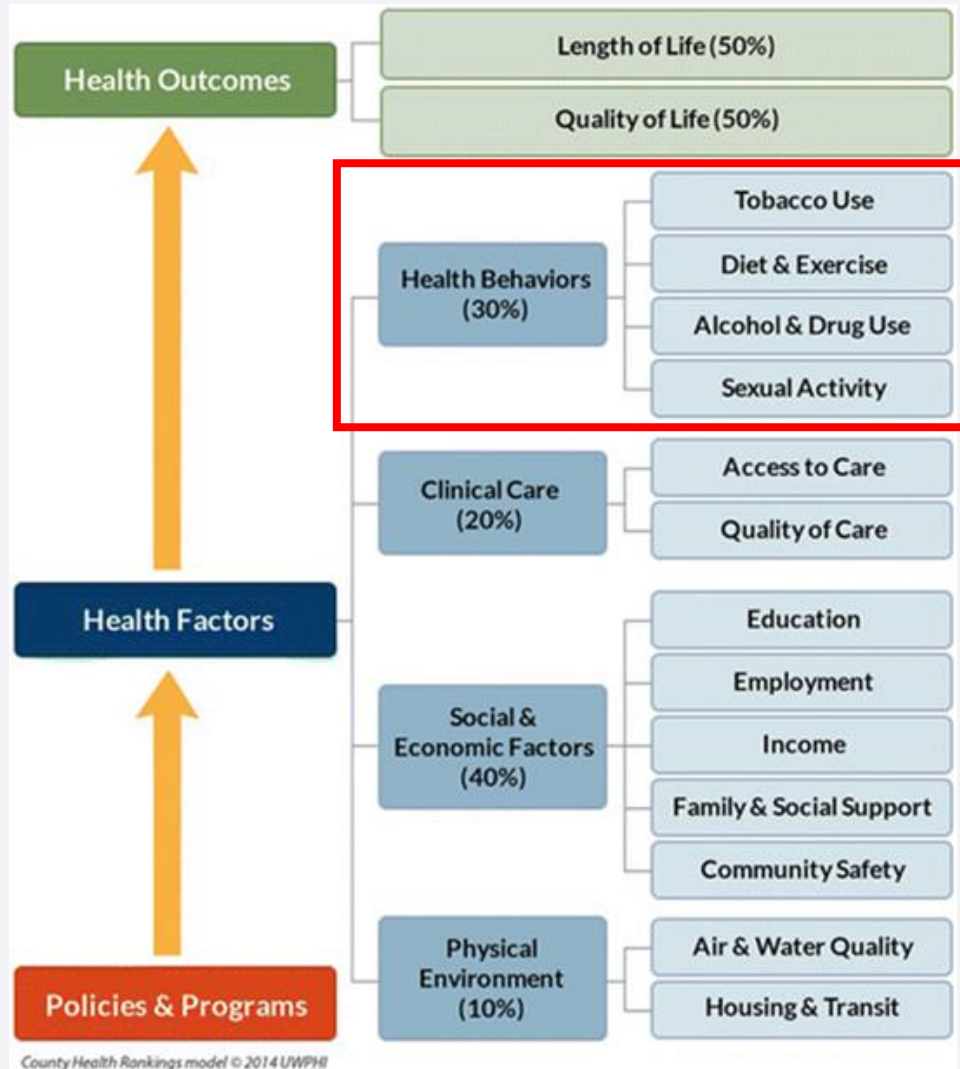 Health Outcomes
Length of Life (50%)
Quality of Life (50%)
Health Behaviors
(30%)
Tobacco Use
Diet & Exercise
Alcohol & Drug Use
Sexual Activity
Clinical Care
(20%)
Access to Care
Quality of Care
Health Factors
Social &
Economic Factors
(40%)
Education
Employment
Income
Family & Social Support
Community Safety
Physical
Environment
(10%)
Air & Water Quality
Housing & Transit
Policies & Programs
County Health Rankings model © 2014 UWPHI